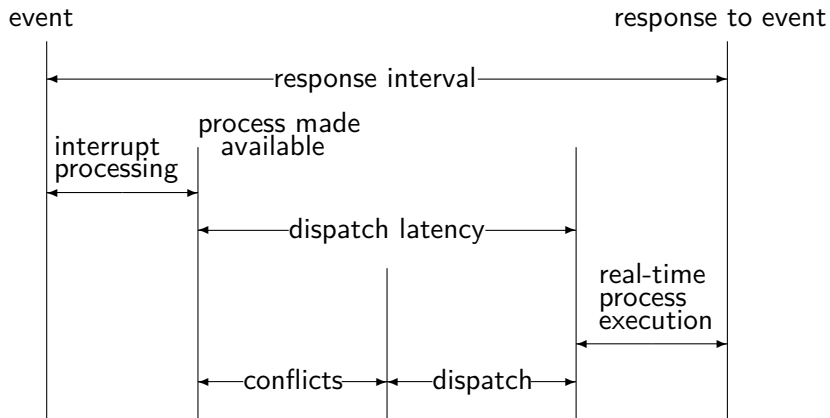 event
response to event
response interval
process made
available
interrupt
processing
dispatch latency
real-time
process
execution
conflicts
dispatch